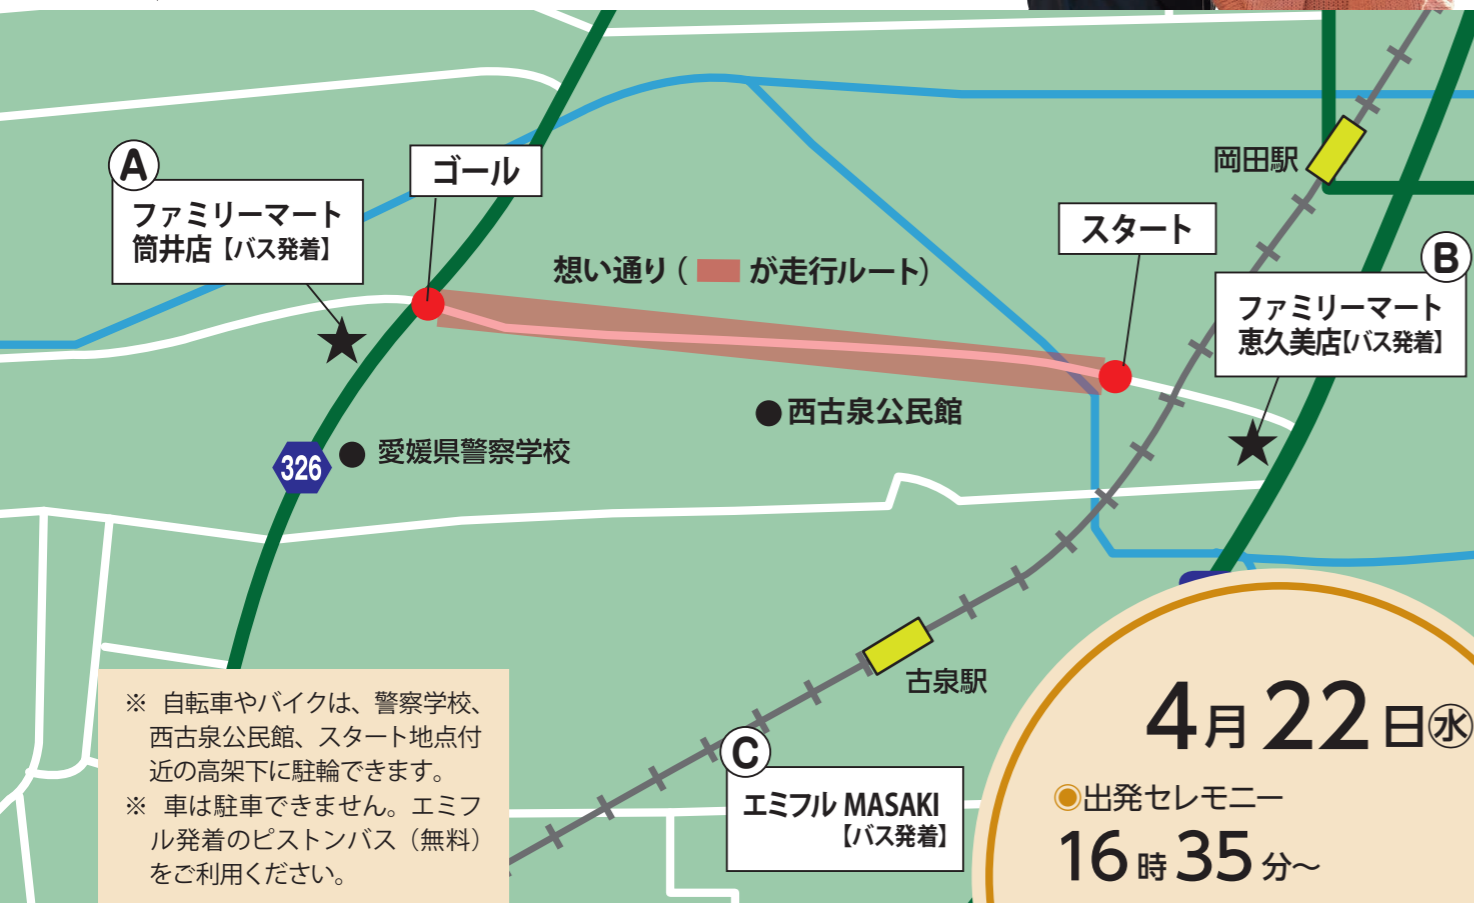 岡田駅
A
ファミリーマート
筒井店【バス発着】
ゴール
スタート
B
ファミリーマート
恵久美店【バス発着】
想い通り(　が走行ルート)
西古泉公民館
愛媛県警察学校
326
古泉駅
C
エミフル MASAKI
【バス発着】
※ 自転車やバイクは、警察学校、
西古泉公民館、スタート地点付
近の高架下に駐輪できます。
※ 車は駐車できません。エミフ
ル発着のピストンバス（無料）
をご利用ください。
4月22日㊌
◉出発セレモニー
16時35分〜